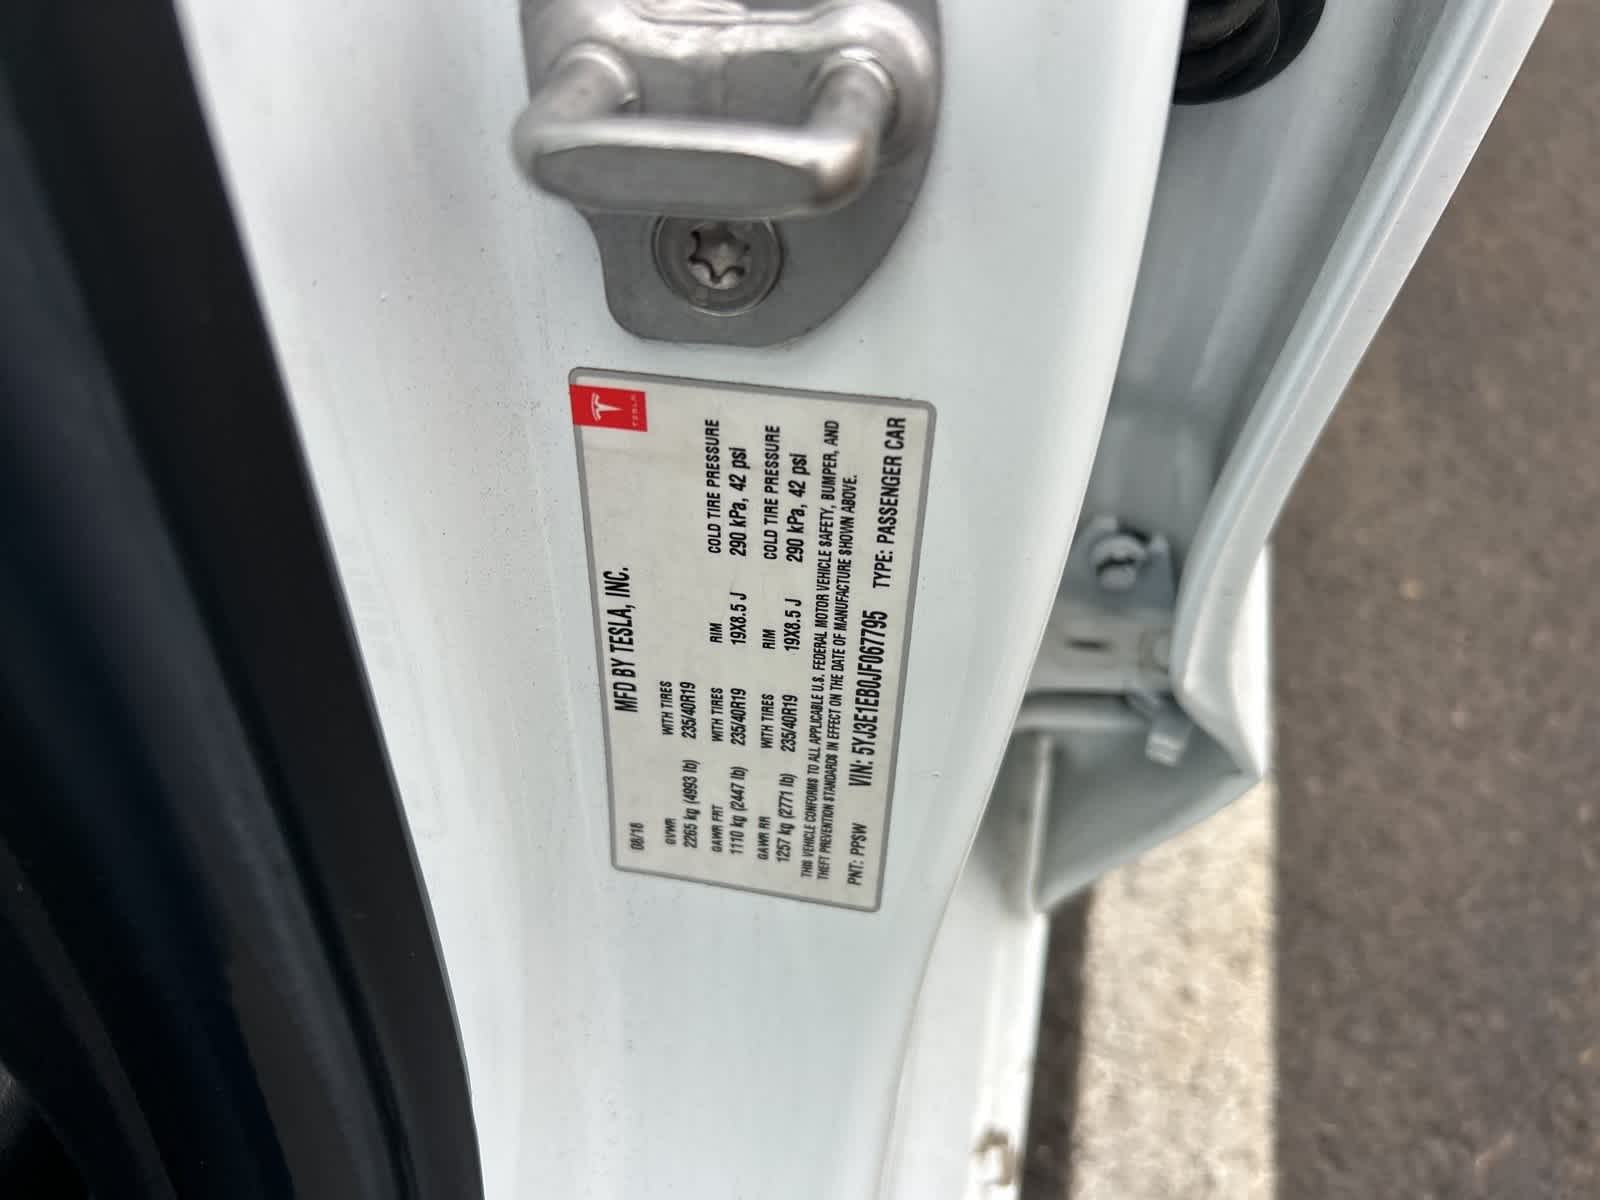 TESLA
MFD BY TESLA, INC.
08/18
GVWR WITH TIRES
2265 kg (4993 lb) 235/40R19
GAWR FRT WITH TIRES RIM COLD TIRE PRESSURE
1110 kg (2447 lb) 235/40R19 19X8.5 J 290 kPa, 42 psi
GAWR RR WITH TIRES RIM COLD TIRE PRESSURE
1257 kg (2771 lb) 235/40R19 19X8.5 J 290 kPa, 42 psi
THIS VEHICLE CONFORMS TO ALL APPLICABLE U.S. FEDERAL MOTOR VEHICLE SAFETY, BUMPER, AND
THEFT PREVENTION STANDARDS IN EFFECT ON THE DATE OF MANUFACTURE SHOWN ABOVE.
PNT: PPSW VIN: 5YJ3E1EB0JF067795 TYPE: PASSENGER CAR